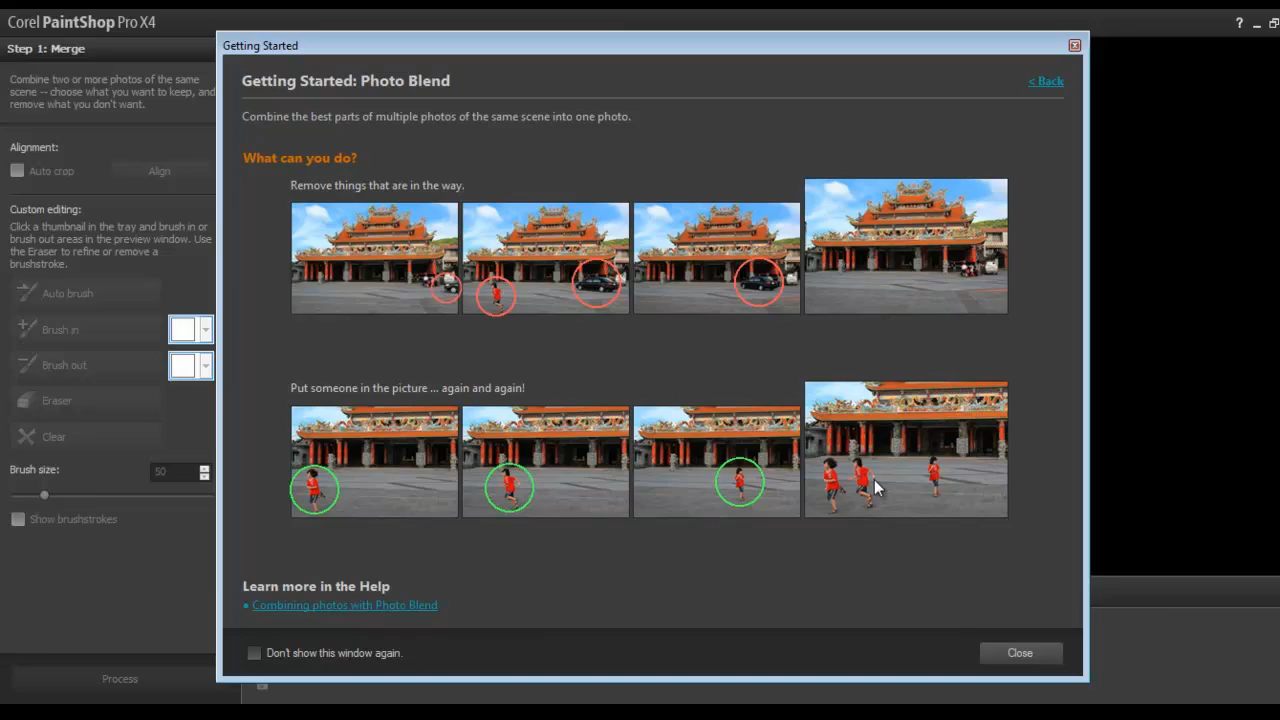 Corel PaintShop Pro X4
?
Step 1: Merge
Combine two or more photos of the same
scene -- choose what you want to keep, and
remove what you don't want.
Alignment:
Auto crop
Align
Custom editing:
Click a thumbnail in the tray and brush in or
brush out areas in the preview window. Use
the Eraser to refine or remove a
brushstroke.
Auto brush
Brush in
Brush out
Eraser
Clear
Brush size:
50
Show brushstrokes
Process
Getting Started
Getting Started: Photo Blend
< Back
Combine the best parts of multiple photos of the same scene into one photo.
What can you do?
Remove things that are in the way.
Put someone in the picture ... again and again!
Learn more in the Help
Combining photos with Photo Blend
Don't show this window again.
Close